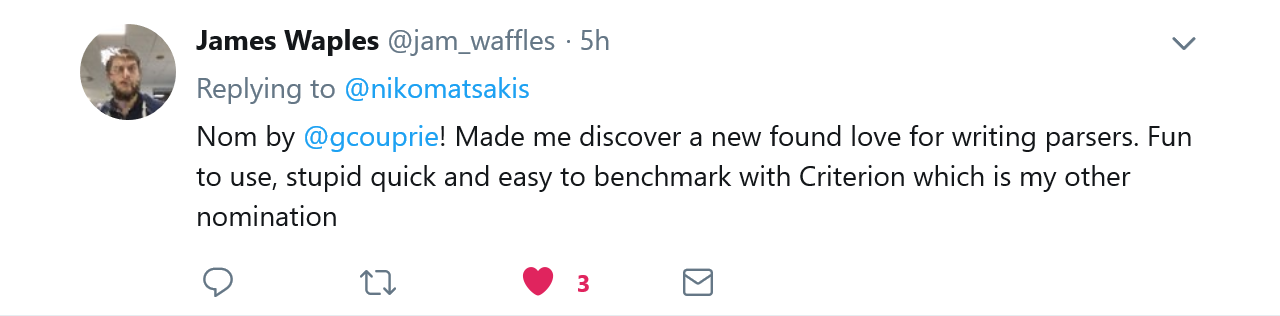 James Waples @jam_waffles · 5h
Replying to @nikomatsakis
Nom by @gcouprie! Made me discover a new found love for writing parsers. Fun
to use, stupid quick and easy to benchmark with Criterion which is my other
nomination
3